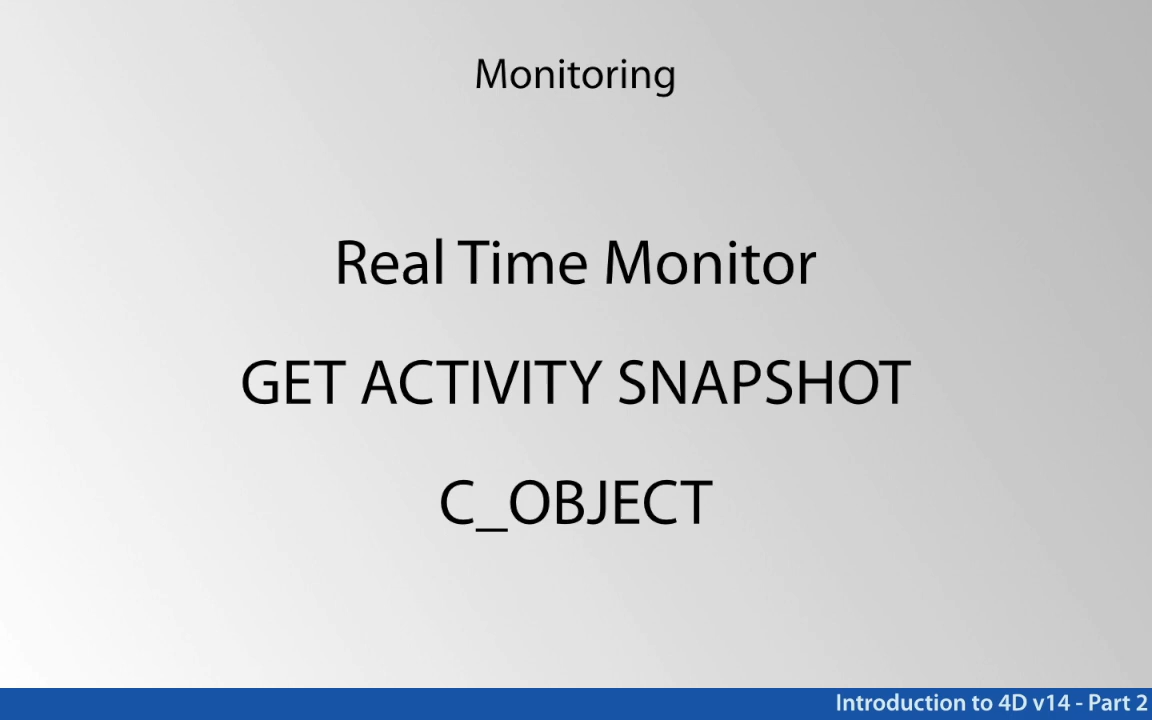 Monitoring
Real Time Monitor
GET ACTIVITY SNAPSHOT
C_OBJECT
Introduction to 4D v14 - Part 2